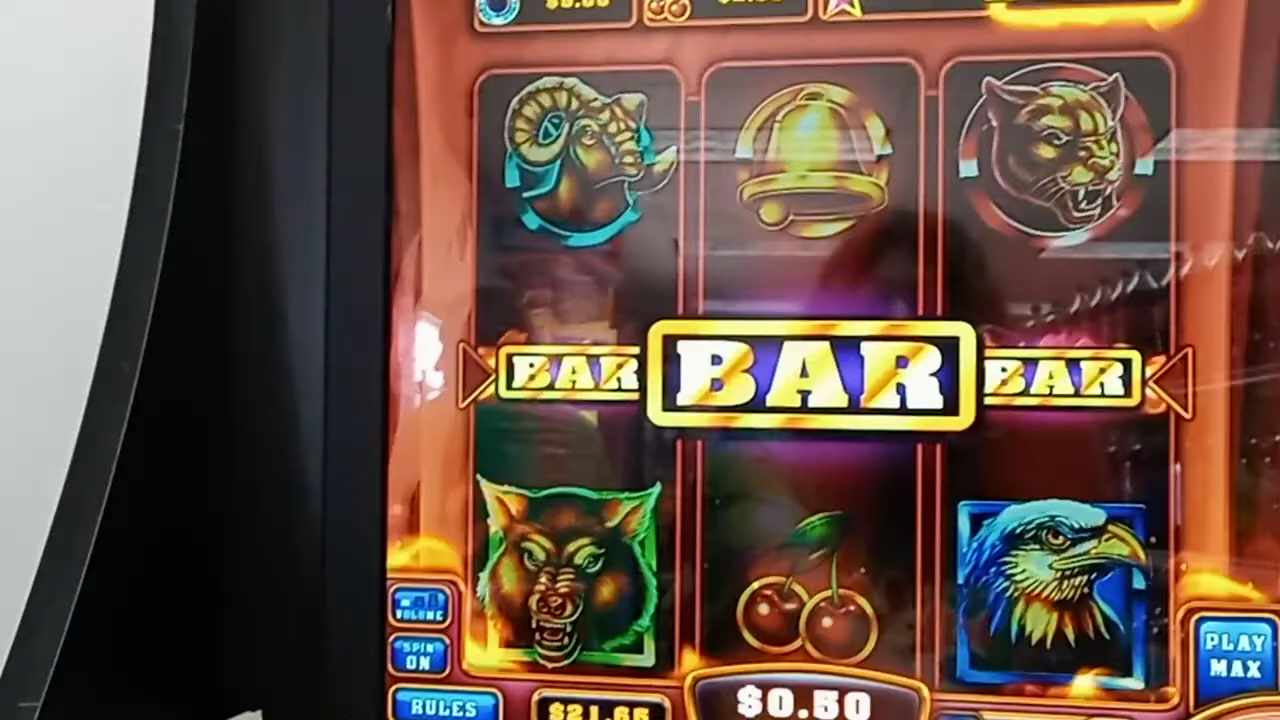 BAR BAR BAR
VOLUME
SPIN
ON
PLAY
MAX
RULES
$21.65
$0.50